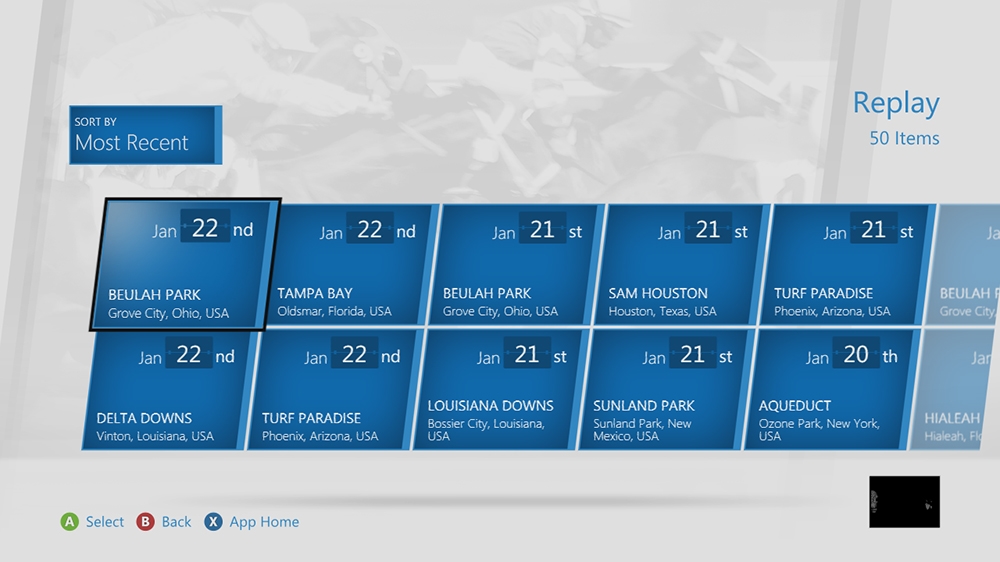 SORT BY
Most Recent
Replay
50 Items
Jan 22 nd
BEULAH PARK
Grove City, Ohio, USA
Jan 22 nd
TAMPA BAY
Oldsmar, Florida, USA
Jan 21 st
BEULAH PARK
Grove City, Ohio, USA
Jan 21 st
SAM HOUSTON
Houston, Texas, USA
Jan 21 st
TURF PARADISE
Phoenix, Arizona, USA
Ja
BEULAH P
Grove City,
Jan 22 nd
DELTA DOWNS
Vinton, Louisiana, USA
Jan 22 nd
TURF PARADISE
Phoenix, Arizona, USA
Jan 21 st
LOUISIANA DOWNS
Bossier City, Louisiana,
USA
Jan 21 st
SUNLAND PARK
Sunland Park, New
Mexico, USA
Jan 20 th
AQUEDUCT
Ozone Park, New York,
USA
Jan
HIALEAH
Hialeah, Flo
A Select B Back X App Home